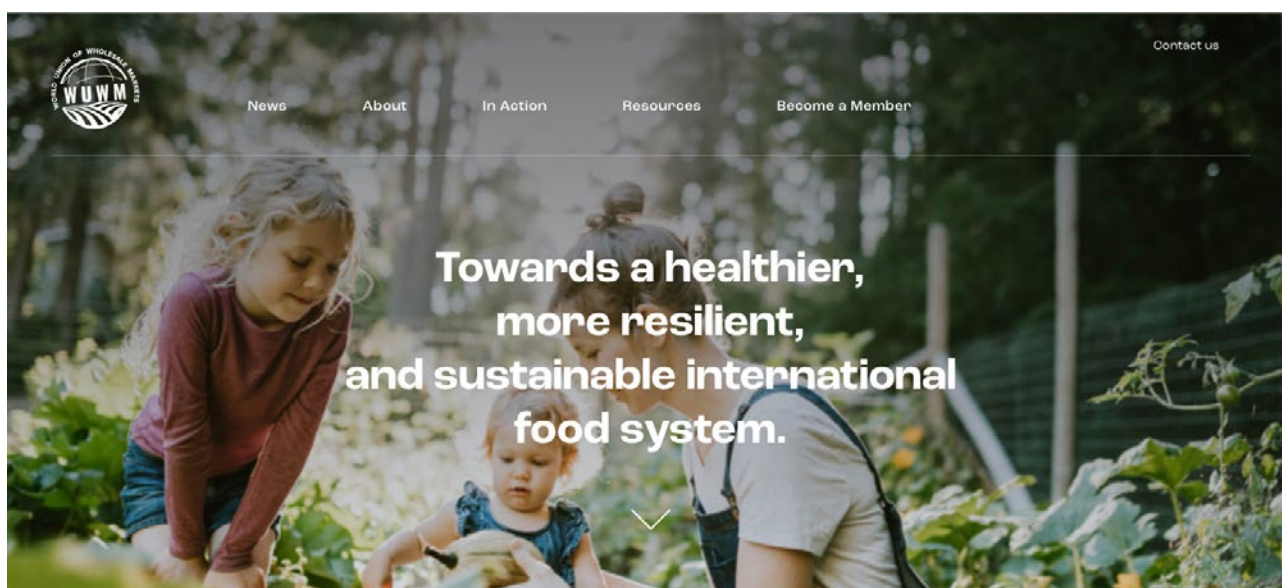 Contact us
WORLD UNION OF WHOLESALE MARKETS
WUWM
News About In Action Resources Become a Member
Towards a healthier,
more resilient,
and sustainable international
food system.